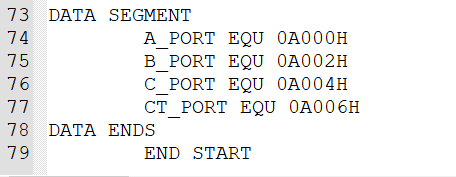 73 DATA SEGMENT
74 A_PORT EQU 0A000H
75 B_PORT EQU 0A002H
76 C_PORT EQU 0A004H
77 CT_PORT EQU 0A006H
78 DATA ENDS
79 END START